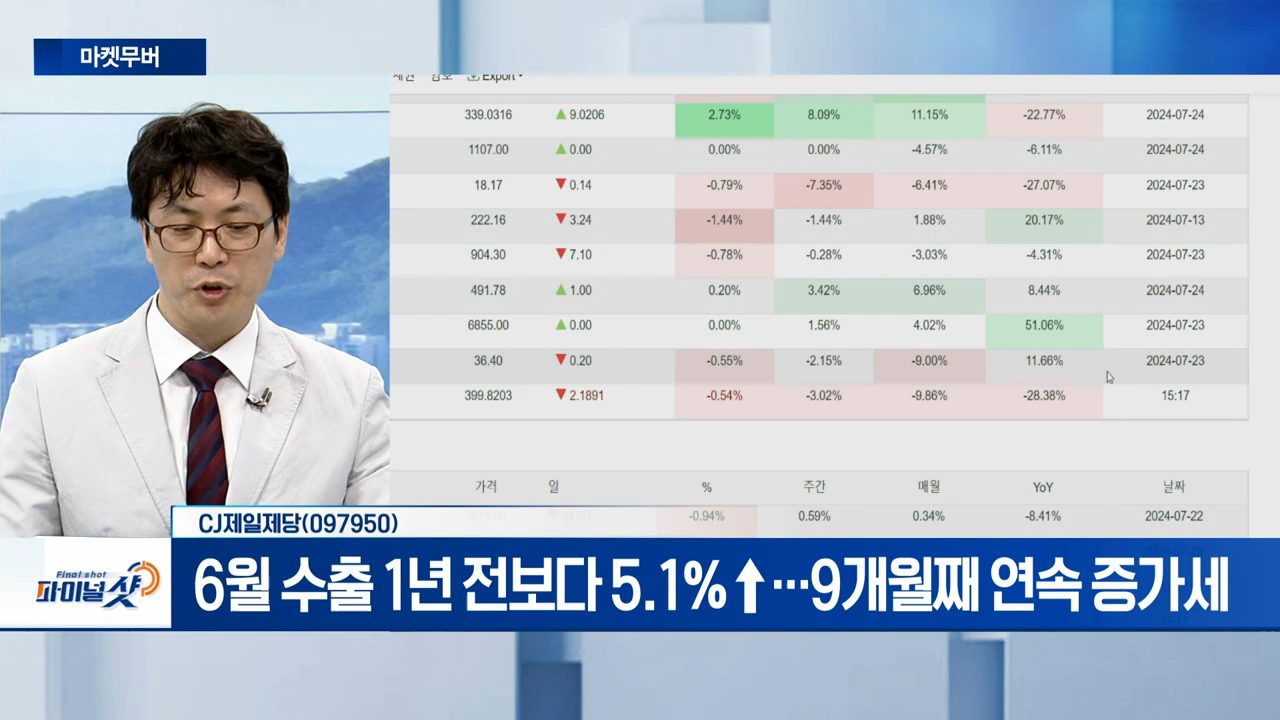 마켓무버
Export
339.0316 ▲ 9.0206 2.73% 8.09% 11.15% -22.77% 2024-07-24
1107.00 ▲ 0.00 0.00% 0.00% -4.57% -6.11% 2024-07-24
18.17 ▼ 0.14 -0.79% -7.35% -6.41% -27.07% 2024-07-23
222.16 ▼ 3.24 -1.44% -1.44% 1.88% 20.17% 2024-07-13
904.30 ▼ 7.10 -0.78% -0.28% -3.03% -4.31% 2024-07-23
491.78 ▲ 1.00 0.20% 3.42% 6.96% 8.44% 2024-07-24
6855.00 ▲ 0.00 0.00% 1.56% 4.02% 51.06% 2024-07-23
36.40 ▼ 0.20 -0.55% -2.15% -9.00% 11.66% 2024-07-23
399.8203 ▼ 2.1891 -0.54% -3.02% -9.86% -28.38% 15:17
가격 일 % 주간 매월 YoY 날짜
-0.94% 0.59% 0.34% -8.41% 2024-07-22
CJ제일제당(097950)
Final shot
파이널샷
6월 수출 1년 전보다 5.1%⬆…9개월째 연속 증가세